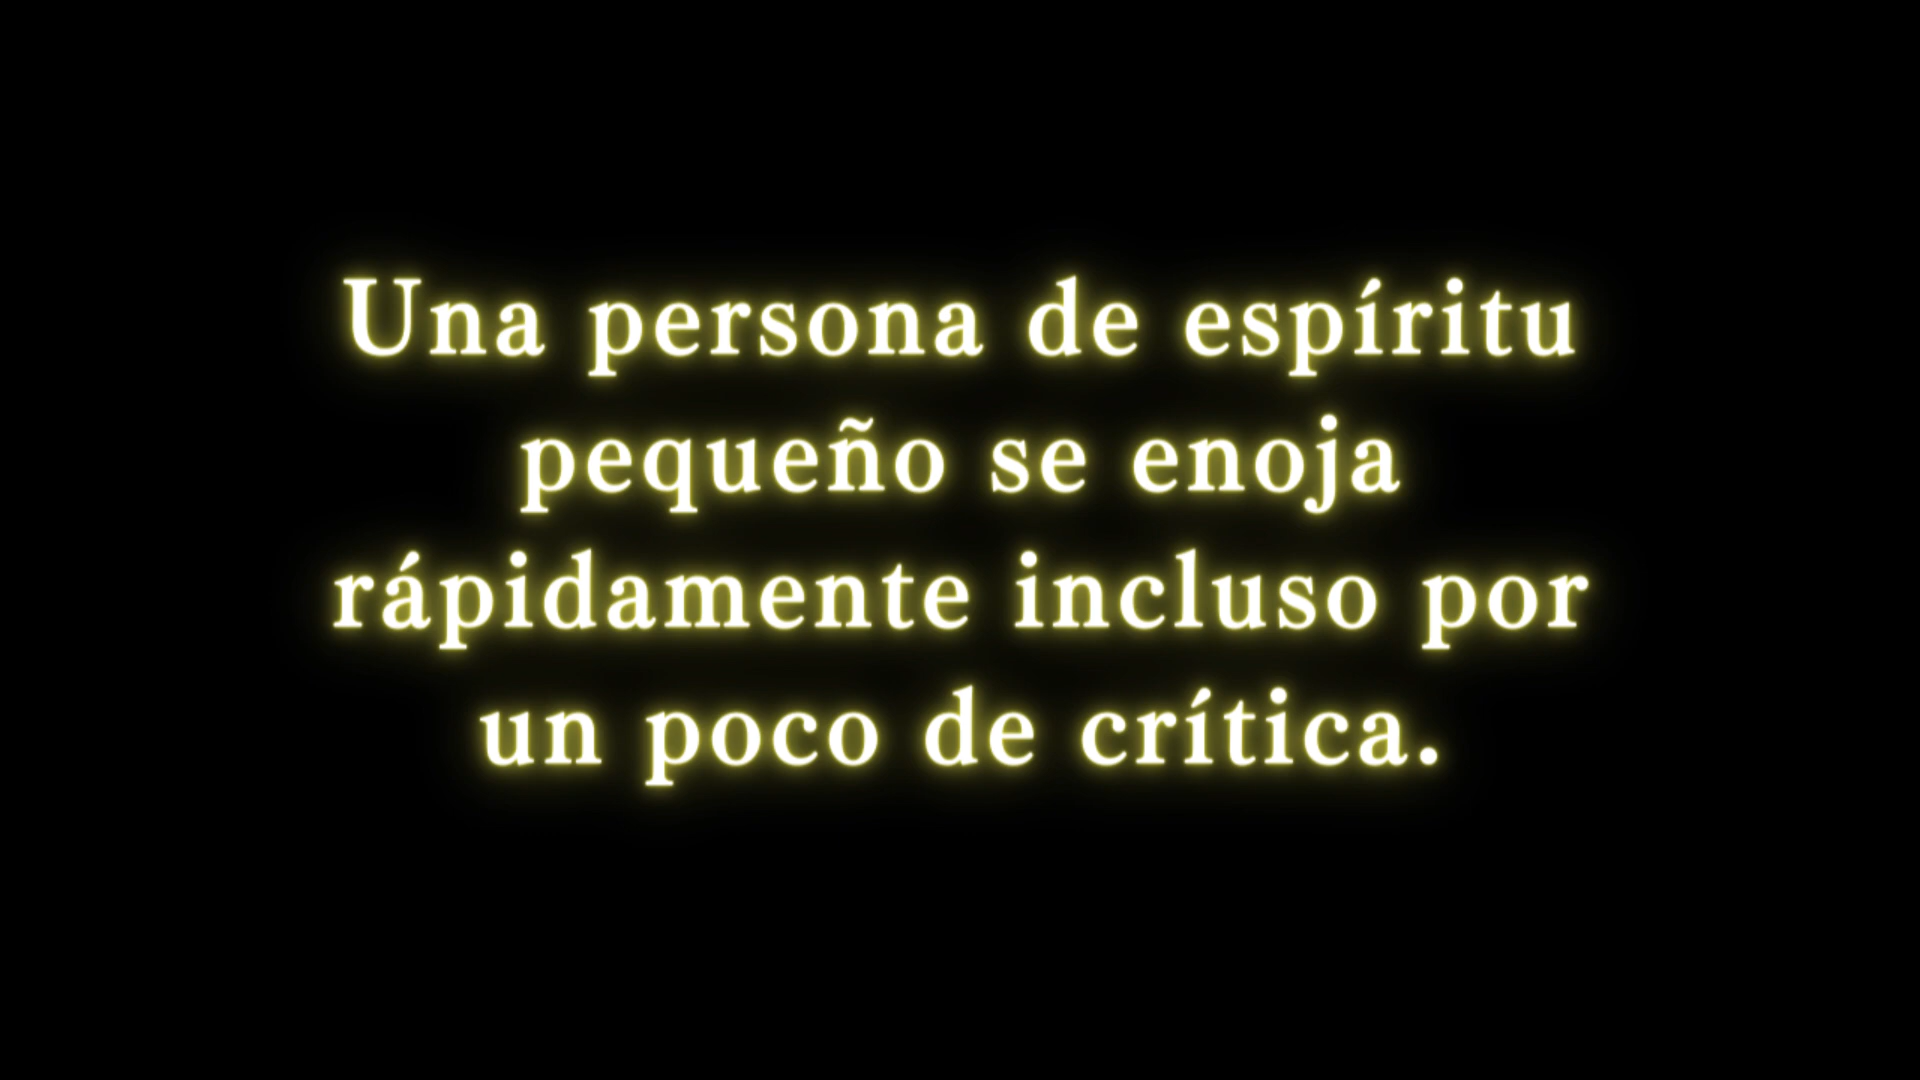 Una persona de espíritu
pequeño se enoja
rápidamente incluso por
un poco de crítica.